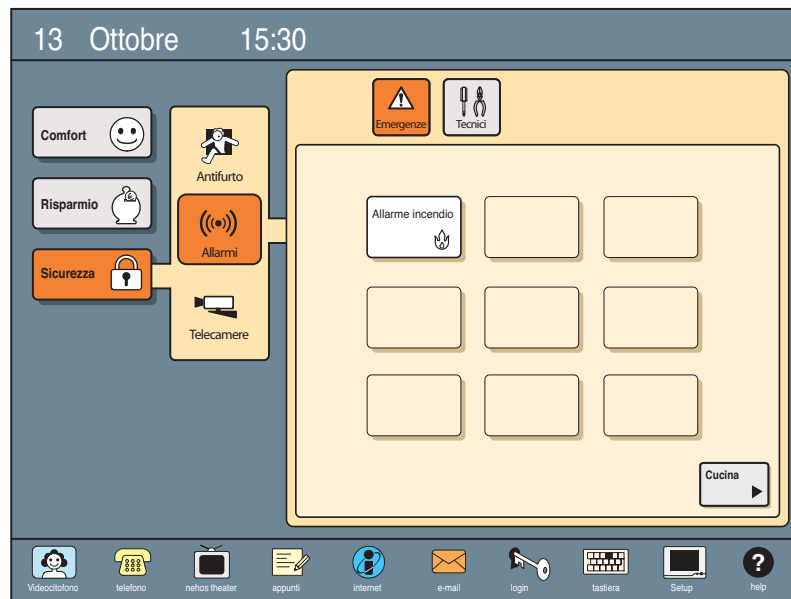 13 Ottobre 15:30
Comfort
Risparmio
Sicurezza
Antifurto
Allarmi
Telecamere
Emergenze
Tecnici
Allarme incendio
Cucina
Videocitofono
telefono
nehos theater
appunti
internet
e-mail
login
tastiera
Setup
help